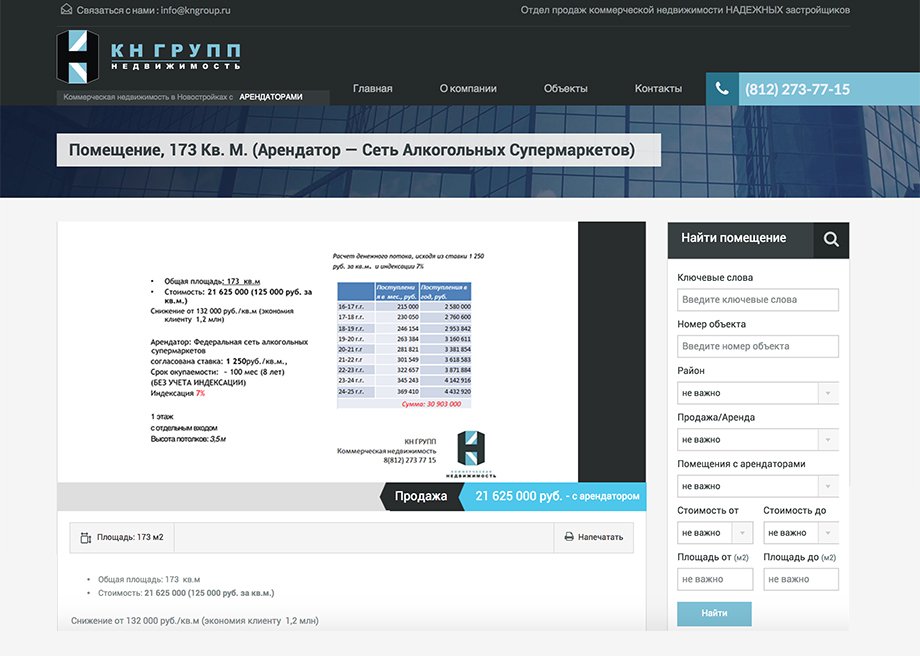 Связаться с нами : info@kngroup.ru
Отдел продаж коммерческой недвижимости НАДЕЖНЫХ застройщиков
КН ГРУПП
НЕДВИЖИМОСТЬ
Коммерческая недвижимость в Новостройках с АРЕНДАТОРАМИ
Главная О компании Объекты Контакты (812) 273-77-15
Помещение, 173 Кв. М. (Арендатор — Сеть Алкогольных Супермаркетов)
• Общая площадь: 173 кв.м
• Стоимость: 21 625 000 (125 000 руб. за
кв.м.)
Снижение от 132 000 руб./кв.м (экономия
клиенту 1,2 млн)
Арендатор: Федеральная сеть алкогольных
супермаркетов
согласована ставка: 1 250руб./кв.м.,
Срок окупаемости: - 100 мес (8 лет)
(БЕЗ УЧЕТА ИНДЕКСАЦИИ)
Индексация 7%
1 этаж
с отдельным входом
Высота потолков: 3,5м
Расчет денежного потока, исходя из ставки 1 250
руб. за кв.м., и индексации 7%
Поступлени Поступления в
я в мес., руб. год, руб.
16-17 г.г. 215 000 2 580 000
17-18 г.г. 230 050 2 760 600
18-19 г.г. 246 154 2 953 842
19-20 г.г. 263 384 3 160 611
20-21 г.г 281 821 3 381 854
21-22 г.г 301 549 3 618 583
22-23 г.г. 322 657 3 871 884
23-24 г.г. 345 243 4 142 916
24-25 г.г. 369 410 4 432 920
Сумма: 30 903 000
КН ГРУПП
Коммерческая недвижимость
8(812) 273 77 15
КОММЕРЧЕСКАЯ
НЕДВИЖИМОСТЬ
Продажа 21 625 000 руб. - с арендатором
Площадь: 173 м2 Напечатать
• Общая площадь: 173 кв.м
• Стоимость: 21 625 000 (125 000 руб. за кв.м.)
Снижение от 132 000 руб./кв.м (экономия клиенту 1,2 млн)
Найти помещение
Ключевые слова
Введите ключевые слова
Номер объекта
Введите номер объекта
Район
не важно
Продажа/Аренда
не важно
Помещения с арендаторами
не важно
Стоимость от Стоимость до
не важно не важно
Площадь от (м2) Площадь до (м2)
не важно не важно
Найти